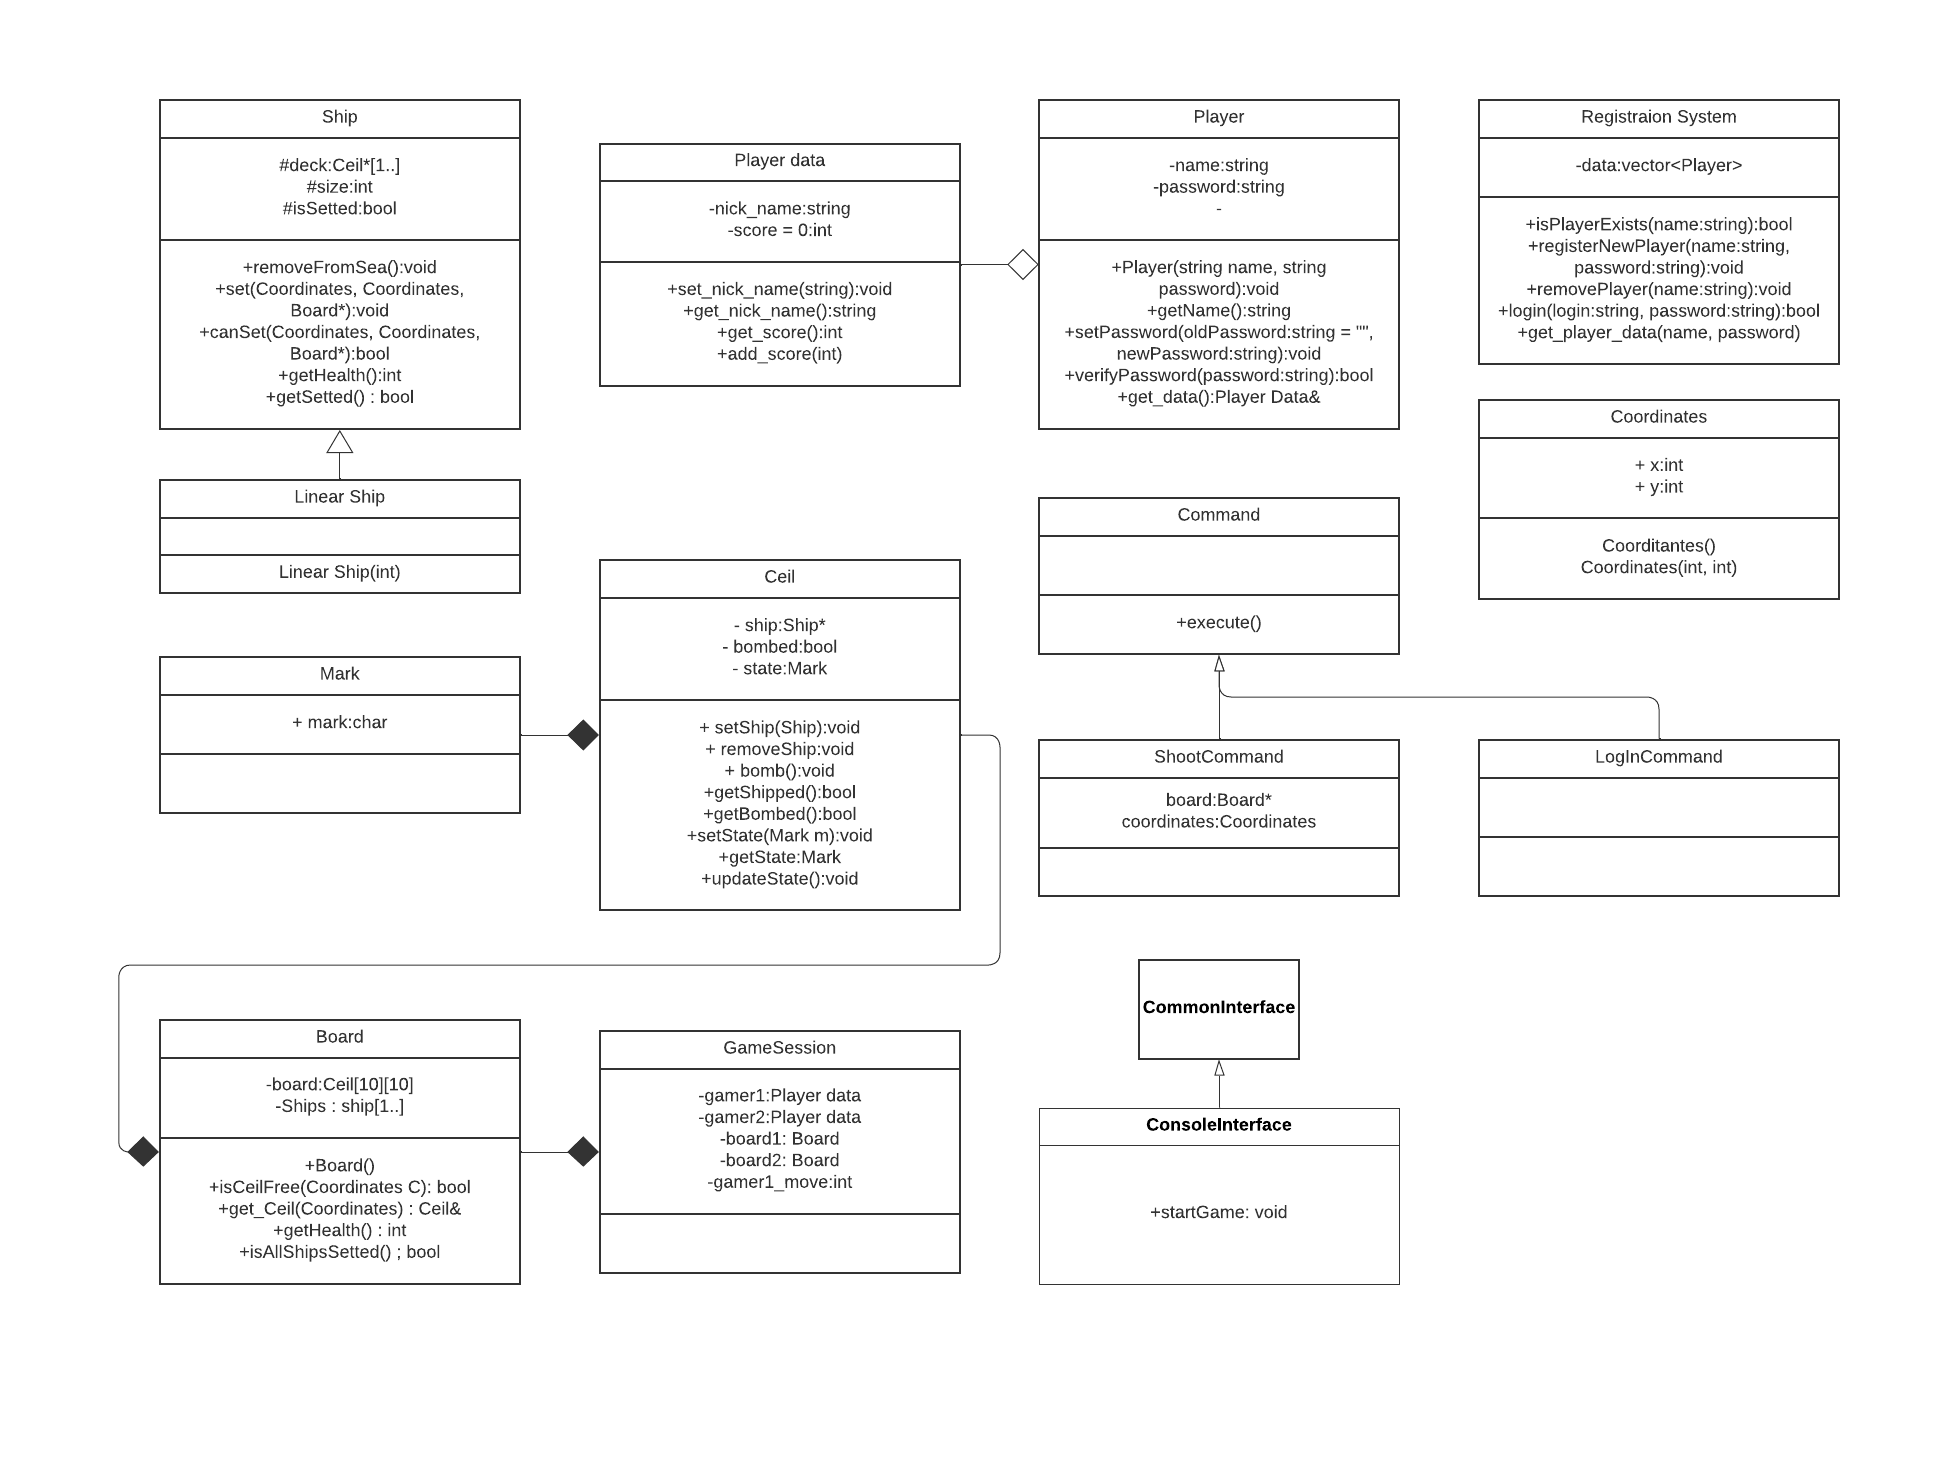 Ship
#deck:Ceil*[1..]
#size:int
#isSetted:bool
+removeFromSea():void
+set(Coordinates, Coordinates,
Board*):void
+canSet(Coordinates, Coordinates,
Board*):bool
+getHealth():int
+getSetted() : bool
Player data
-nick_name:string
-score = 0:int
+set_nick_name(string):void
+get_nick_name():string
+get_score():int
+add_score(int)
Player
-name:string
-password:string
-
+Player(string name, string
password):void
+getName():string
+setPassword(oldPassword:string = "",
newPassword:string):void
+verifyPassword(password:string):bool
+get_data():Player Data&
Registraion System
-data:vector<Player>
+isPlayerExists(name:string):bool
+registerNewPlayer(name:string,
password:string):void
+removePlayer(name:string):void
+login(login:string, password:string):bool
+get_player_data(name, password)
Coordinates
+ x:int
+ y:int
Cooorditantes()
Coordinates(int, int)
Linear Ship
Linear Ship(int)
Command
+execute()
Ceil
- ship:Ship*
- bombed:bool
- state:Mark
+ setShip(Ship):void
+ removeShip:void
+ bomb():void
+getShipped():bool
+getBombed():bool
+setState(Mark m):void
+getState:Mark
+updateState():void
Mark
+ mark:char
ShootCommand
board:Board*
coordinates:Coordinates
LogInCommand
CommonInterface
Board
-board:Ceil[10][10]
-Ships : ship[1..]
+Board()
+isCeilFree(Coordinates C): bool
+get_Ceil(Coordinates) : Ceil&
+getHealth() : int
+isAllShipsSetted() ; bool
GameSession
-gamer1:Player data
-gamer2:Player data
-board1: Board
-board2: Board
-gamer1_move:int
ConsoleInterface
+startGame: void